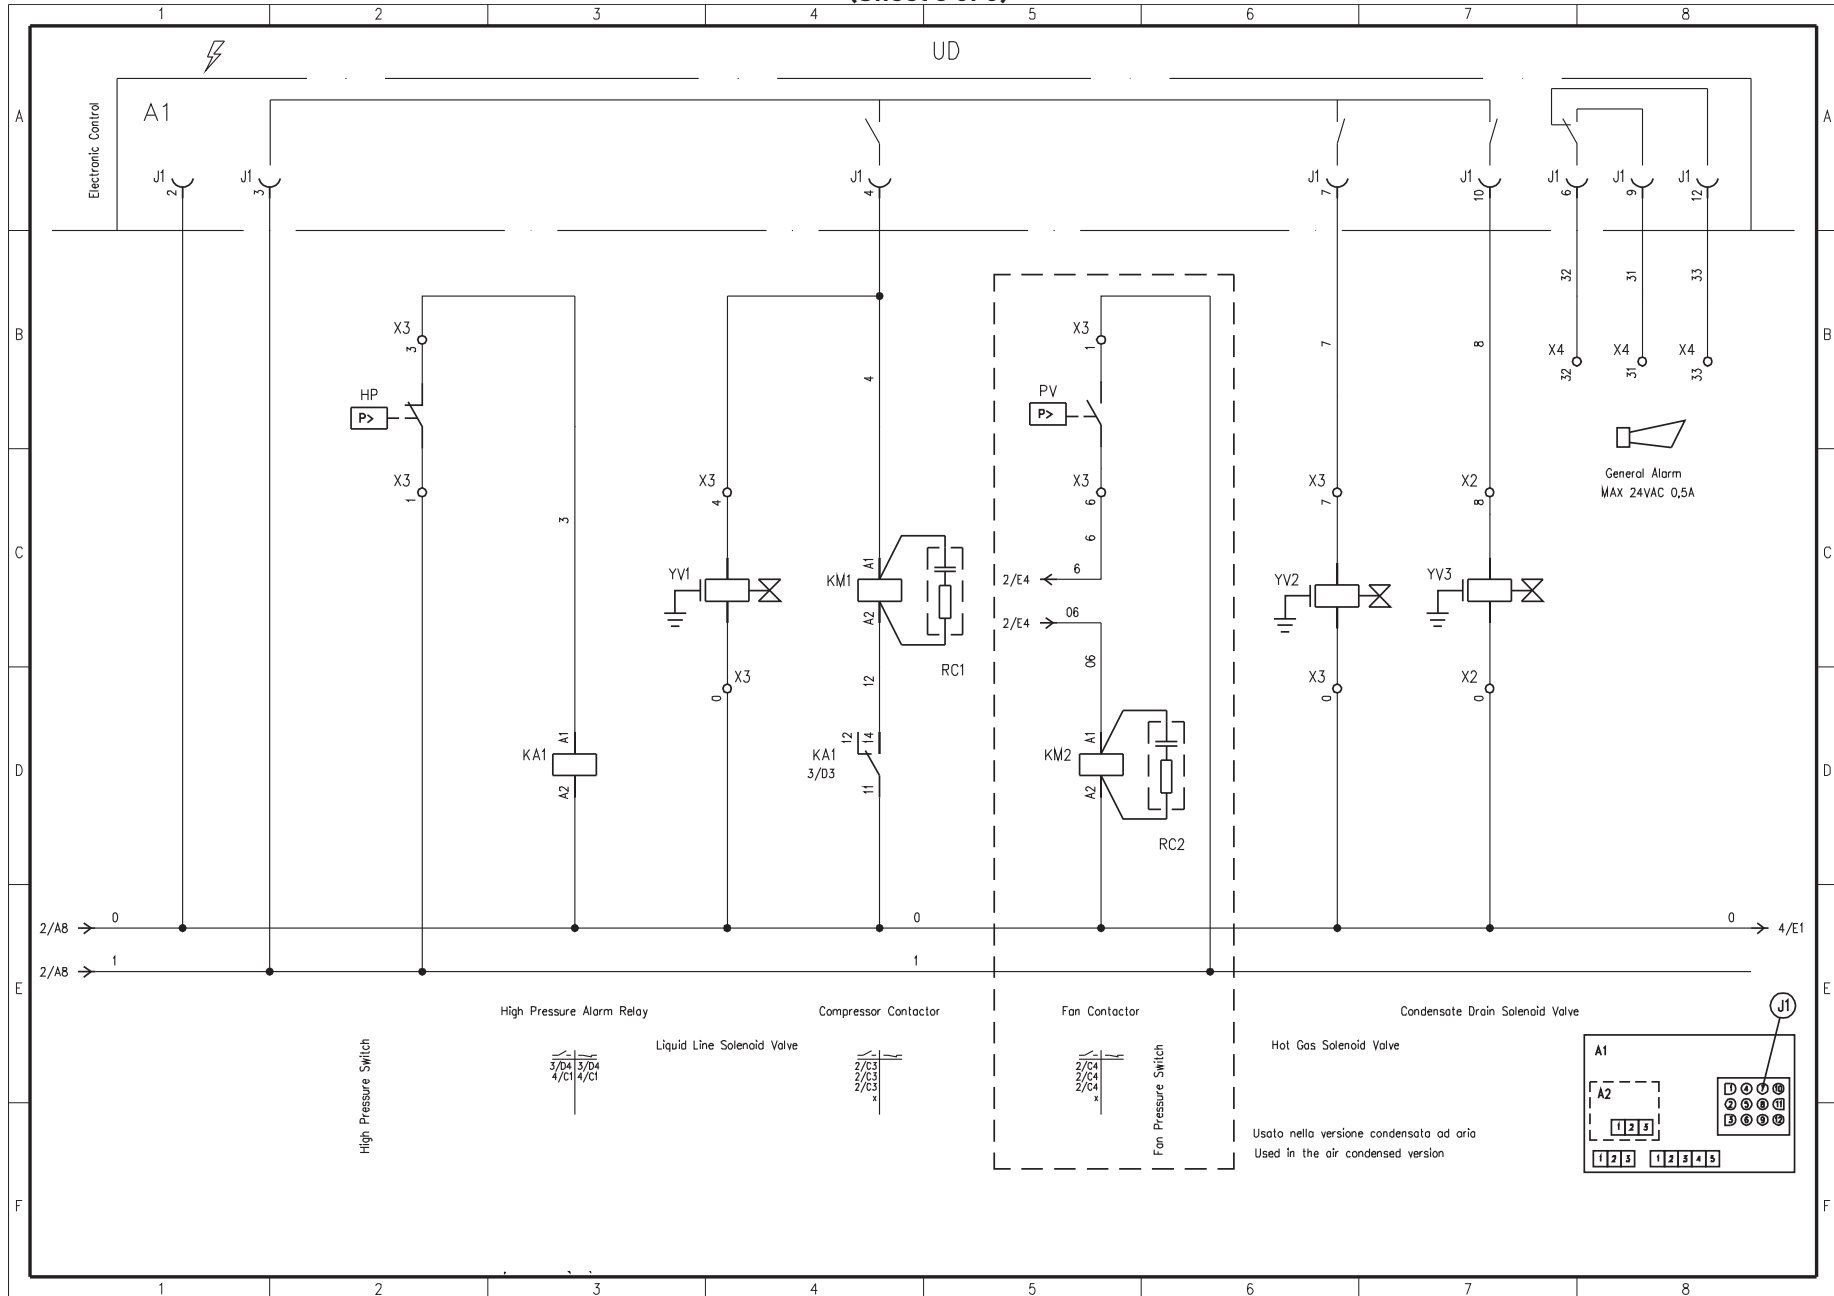 1 2 3 4 5 6 7 8
UD
A A
Electronic Control
A1
J1 J1 J1 J1 J1 J1 J1 J1
2 3 4 7 10 6 9 12
32 31 33
B B
X3 X3
3 1
7 8
X4 X4 X4
32 31 33
4
HP PV
P> P>
General Alarm
MAX 24VAC 0,5A
X3 X3 X3 X3 X2
1 4 6 7 8
3
6
C C
A1
2/E4 6
YV1 KM1 YV2 YV3
A2
2/E4 06
06
RC1
12
X3 X3 X2
0 0 0
A1 12 14 A1
D D
KA1 KA1 KM2
3/D3
A2 11 A2
RC2
2/A8 0 0 0 4/E1
2/A8 1 1
E E
High Pressure Alarm Relay Compressor Contactor Fan Contactor Condensate Drain Solenoid Valve
J1
Liquid Line Solenoid Valve Hot Gas Solenoid Valve
High Pressure Switch
Fan Pressure Switch
3/D4 3/D4 2/C3 2/C4
4/C1 4/C1 2/C3 2/C4
2/C3 2/C4
x x
A1
A2
1 4 7 10
2 5 8 11
3 6 9 12
1 2 3
1 2 3 1 2 3 4 5
Usato nella versione condensata ad aria
Used in the air condensed version
F F
1 2 3 4 5 6 7 8